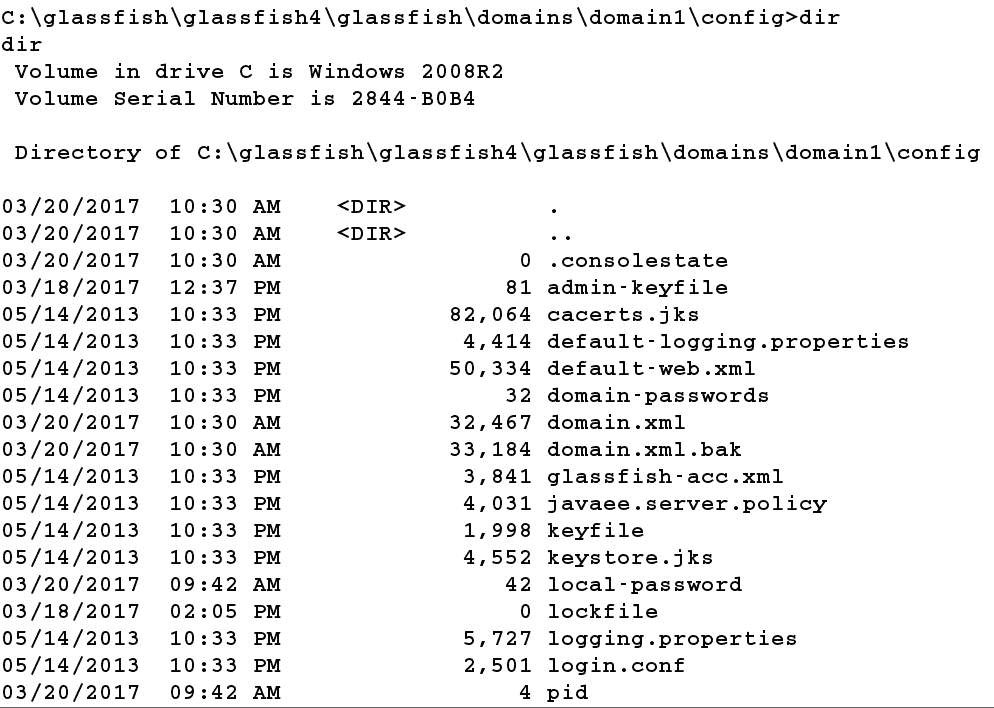 C:\glassfish\glassfish4\glassfish\domains\domain1\config>dir
dir
 Volume in drive C is Windows 2008R2
 Volume Serial Number is 2844-B0B4

 Directory of C:\glassfish\glassfish4\glassfish\domains\domain1\config

03/20/2017  10:30 AM    <DIR>          .
03/20/2017  10:30 AM    <DIR>          ..
03/20/2017  10:30 AM                 0 .consolestate
03/18/2017  12:37 PM                81 admin-keyfile
05/14/2013  10:33 PM            82,064 cacerts.jks
05/14/2013  10:33 PM             4,414 default-logging.properties
05/14/2013  10:33 PM            50,334 default-web.xml
05/14/2013  10:33 PM                32 domain-passwords
03/20/2017  10:30 AM            32,467 domain.xml
03/20/2017  10:30 AM            33,184 domain.xml.bak
05/14/2013  10:33 PM             3,841 glassfish-acc.xml
05/14/2013  10:33 PM             4,031 javaee.server.policy
05/14/2013  10:33 PM             1,998 keyfile
05/14/2013  10:33 PM             4,552 keystore.jks
03/20/2017  09:42 AM                42 local-password
03/18/2017  02:05 PM                 0 lockfile
05/14/2013  10:33 PM             5,727 logging.properties
05/14/2013  10:33 PM             2,501 login.conf
03/20/2017  09:42 AM                 4 pid